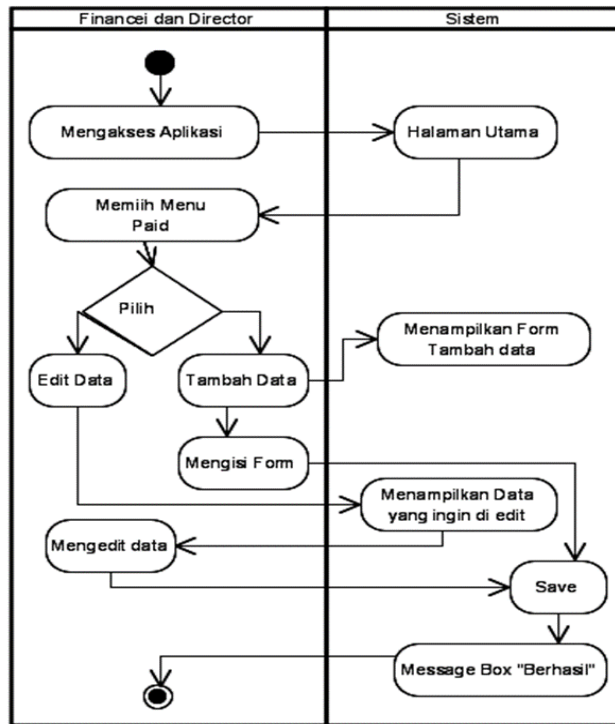 Financei dan Director
Sistem
Mengakses Aplikasi
Halaman Utama
Memiih Menu
Paid
Pilih
Menampilkan Form
Tambah data
Edit Data
Tambah Data
Mengisi Form
Menampilkan Data
yang ingin di edit
Mengedit data
Save
Message Box "Berhasil"